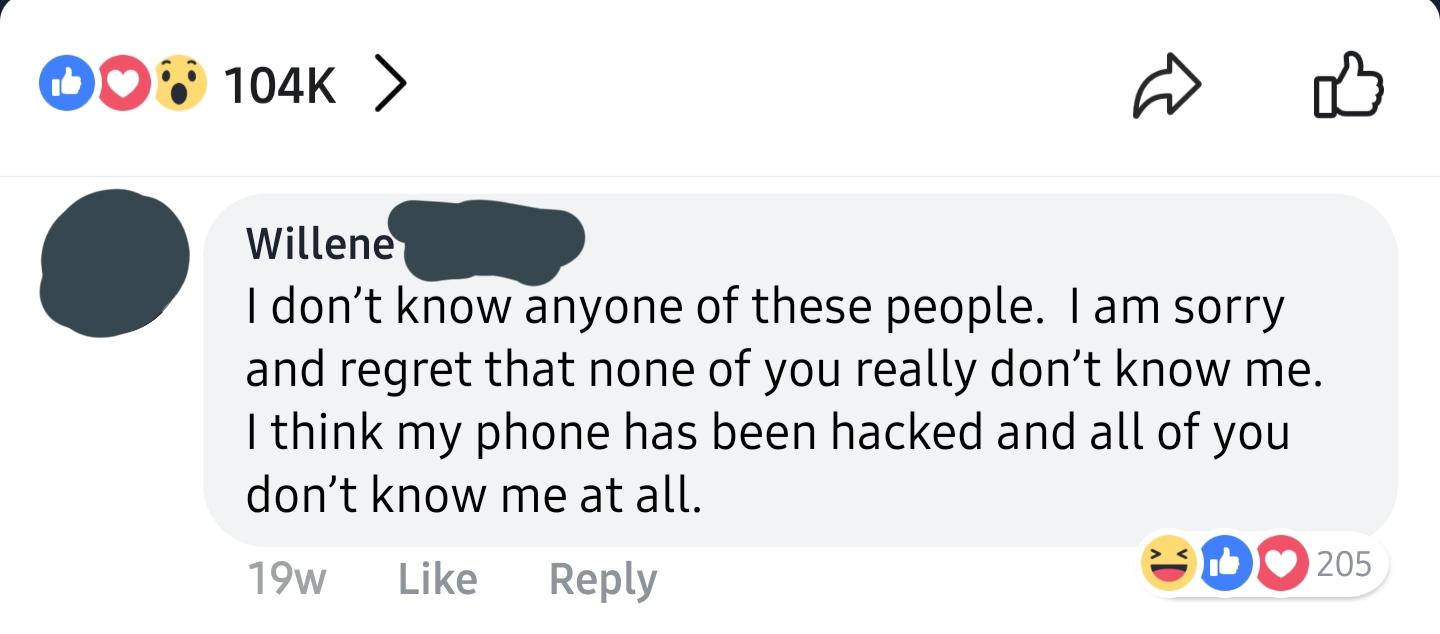 104K
Willene
I don’t know anyone of these people.  I am sorry
and regret that none of you really don’t know me.
I think my phone has been hacked and all of you
don’t know me at all.
19w Like Reply 205